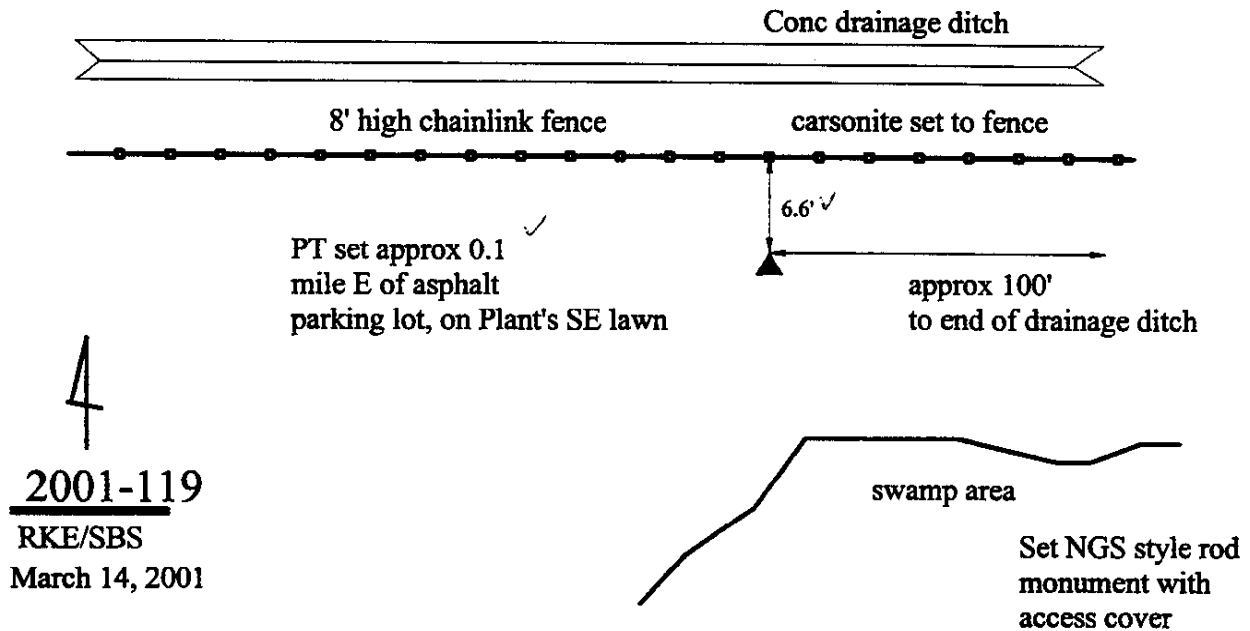 Conc drainage ditch
8' high chainlink fence
carsonite set to fence
6.6'
PT set approx 0.1
mile E of asphalt
parking lot, on Plant's SE lawn
approx 100'
to end of drainage ditch
2001-119
RKE/SBS
March 14, 2001
swamp area
Set NGS style rod
monument with
access cover